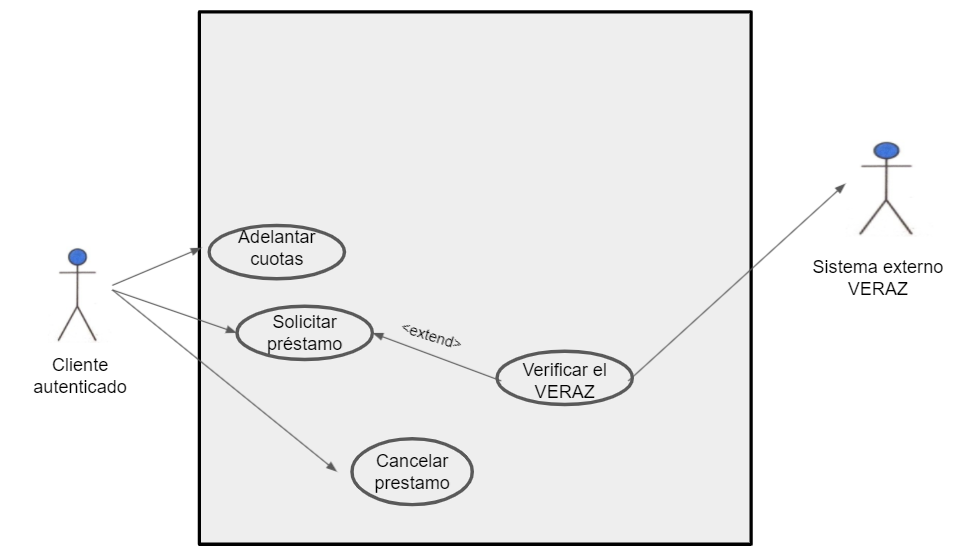 Adelantar
cuotas
Solicitar
préstamo
<extend>
Verificar el
VERAZ
Cancelar
prestamo
Cliente
autenticado
Sistema externo
VERAZ